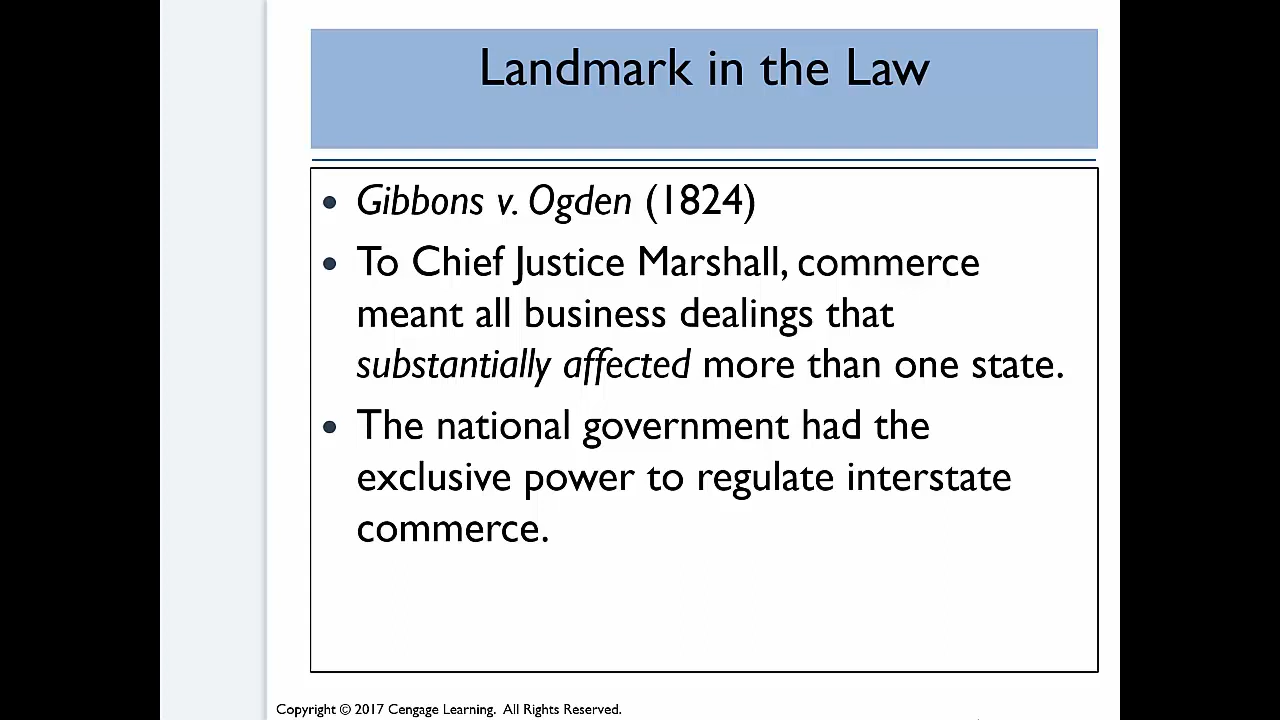 Landmark in the Law
• Gibbons v. Ogden (1824)
• To Chief Justice Marshall, commerce
meant all business dealings that
substantially affected more than one state.
• The national government had the
exclusive power to regulate interstate
commerce.
Copyright © 2017 Cengage Learning. All Rights Reserved.